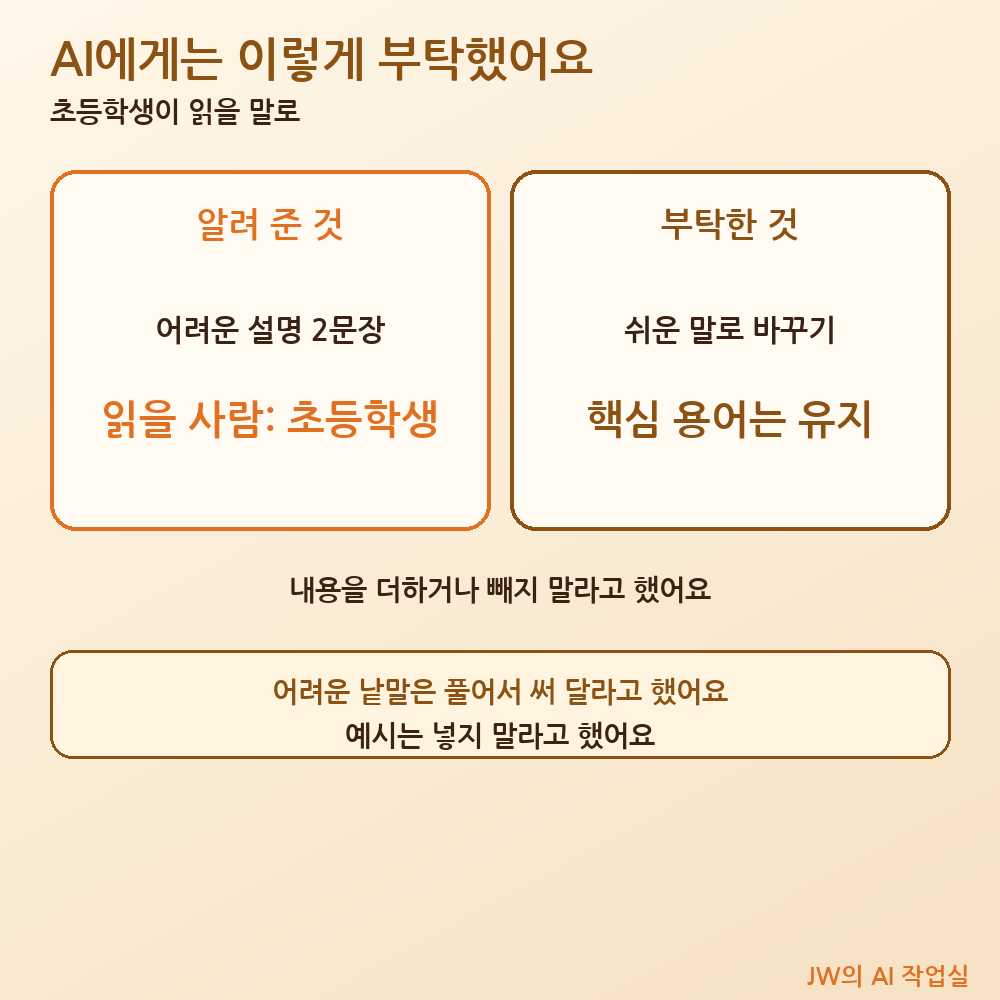 AI에게는 이렇게 부탁했어요
초등학생이 읽을 말로
알려 준 것
어려운 설명 2문장
읽을 사람: 초등학생
부탁한 것
쉬운 말로 바꾸기
핵심 용어는 유지
내용을 더하거나 빼지 말라고 했어요
어려운 낱말은 풀어서 써 달라고 했어요
예시는 넣지 말라고 했어요
JW의 AI 작업실